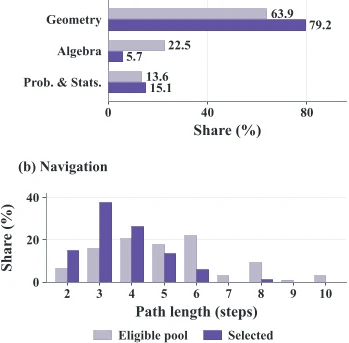 Geometry 63.9
79.2
Algebra 22.5
5.7
Prob. & Stats. 13.6
15.1
0 40 80
Share (%)
(b) Navigation
Share (%)
40
20
0
2 3 4 5 6 7 8 9 10
Path length (steps)
Eligible pool Selected